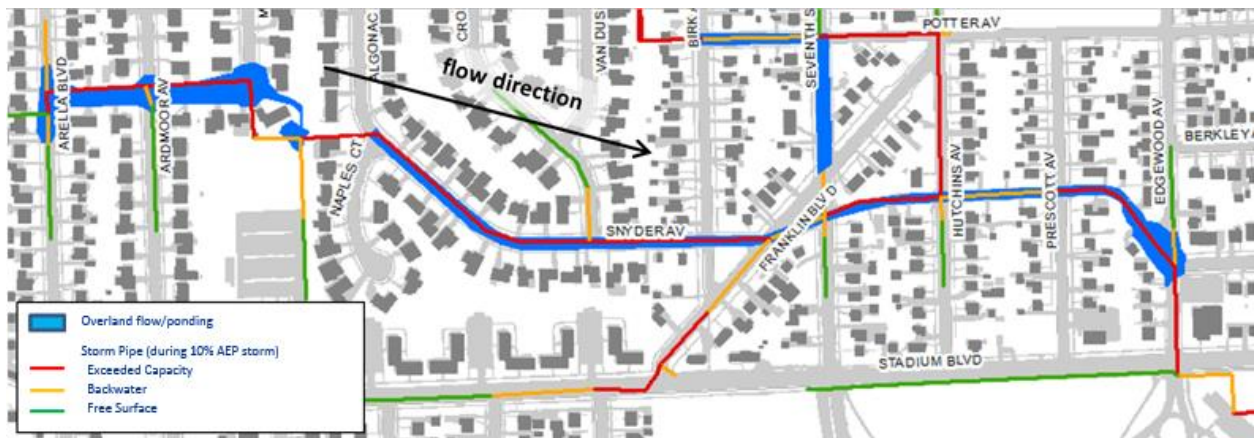 POTTER AV
BIRK
SEVENTH S
VAN DUS
CRO
ALGONAC
ARELLA BLVD
ARDMOOR AV
flow direction
EDGEWOOD AV
BERKLEY A
NAPLES CT
SNYDER AV
FRANKLIN BLVD
HUTCHINS AV
PRESCOTT AV
STADIUM BLVD
Overland flow/ponding
Storm Pipe (during 10% AEP storm)
Exceeded Capacity
Backwater
Free Surface